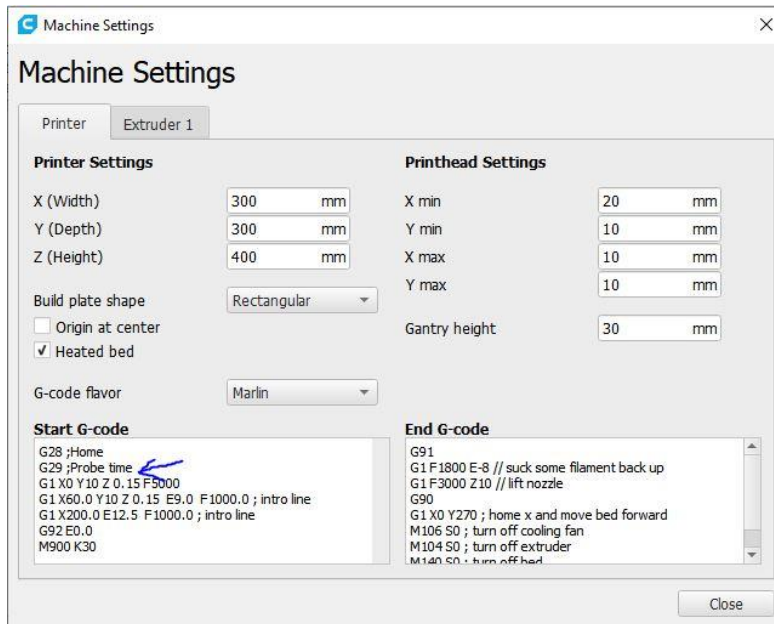 Machine Settings
Machine Settings
Printer
Extruder 1
Printer Settings
X (Width) 300 mm
Y (Depth) 300 mm
Z (Height) 400 mm
Build plate shape Rectangular
Origin at center
Heated bed
G-code flavor Marlin
Printhead Settings
X min 20 mm
Y min 10 mm
X max 10 mm
Y max 10 mm
Gantry height 30 mm
Start G-code
G28 ;Home
G29 ;Probe time
G1 X0 Y10 Z 0.15 F5000
G1 X60.0 Y10 Z 0.15 E9.0 F1000.0 ; intro line
G1 X200.0 E12.5 F1000.0 ; intro line
G92 E0.0
M900 K30
End G-code
G91
G1 F1800 E-8 // suck some filament back up
G1 F3000 Z10 // lift nozzle
G90
G1 X0 Y270 ; home x and move bed forward
M106 S0 ; turn off cooling fan
M104 S0 ; turn off extruder
M140 S0 ; turn off bed
Close